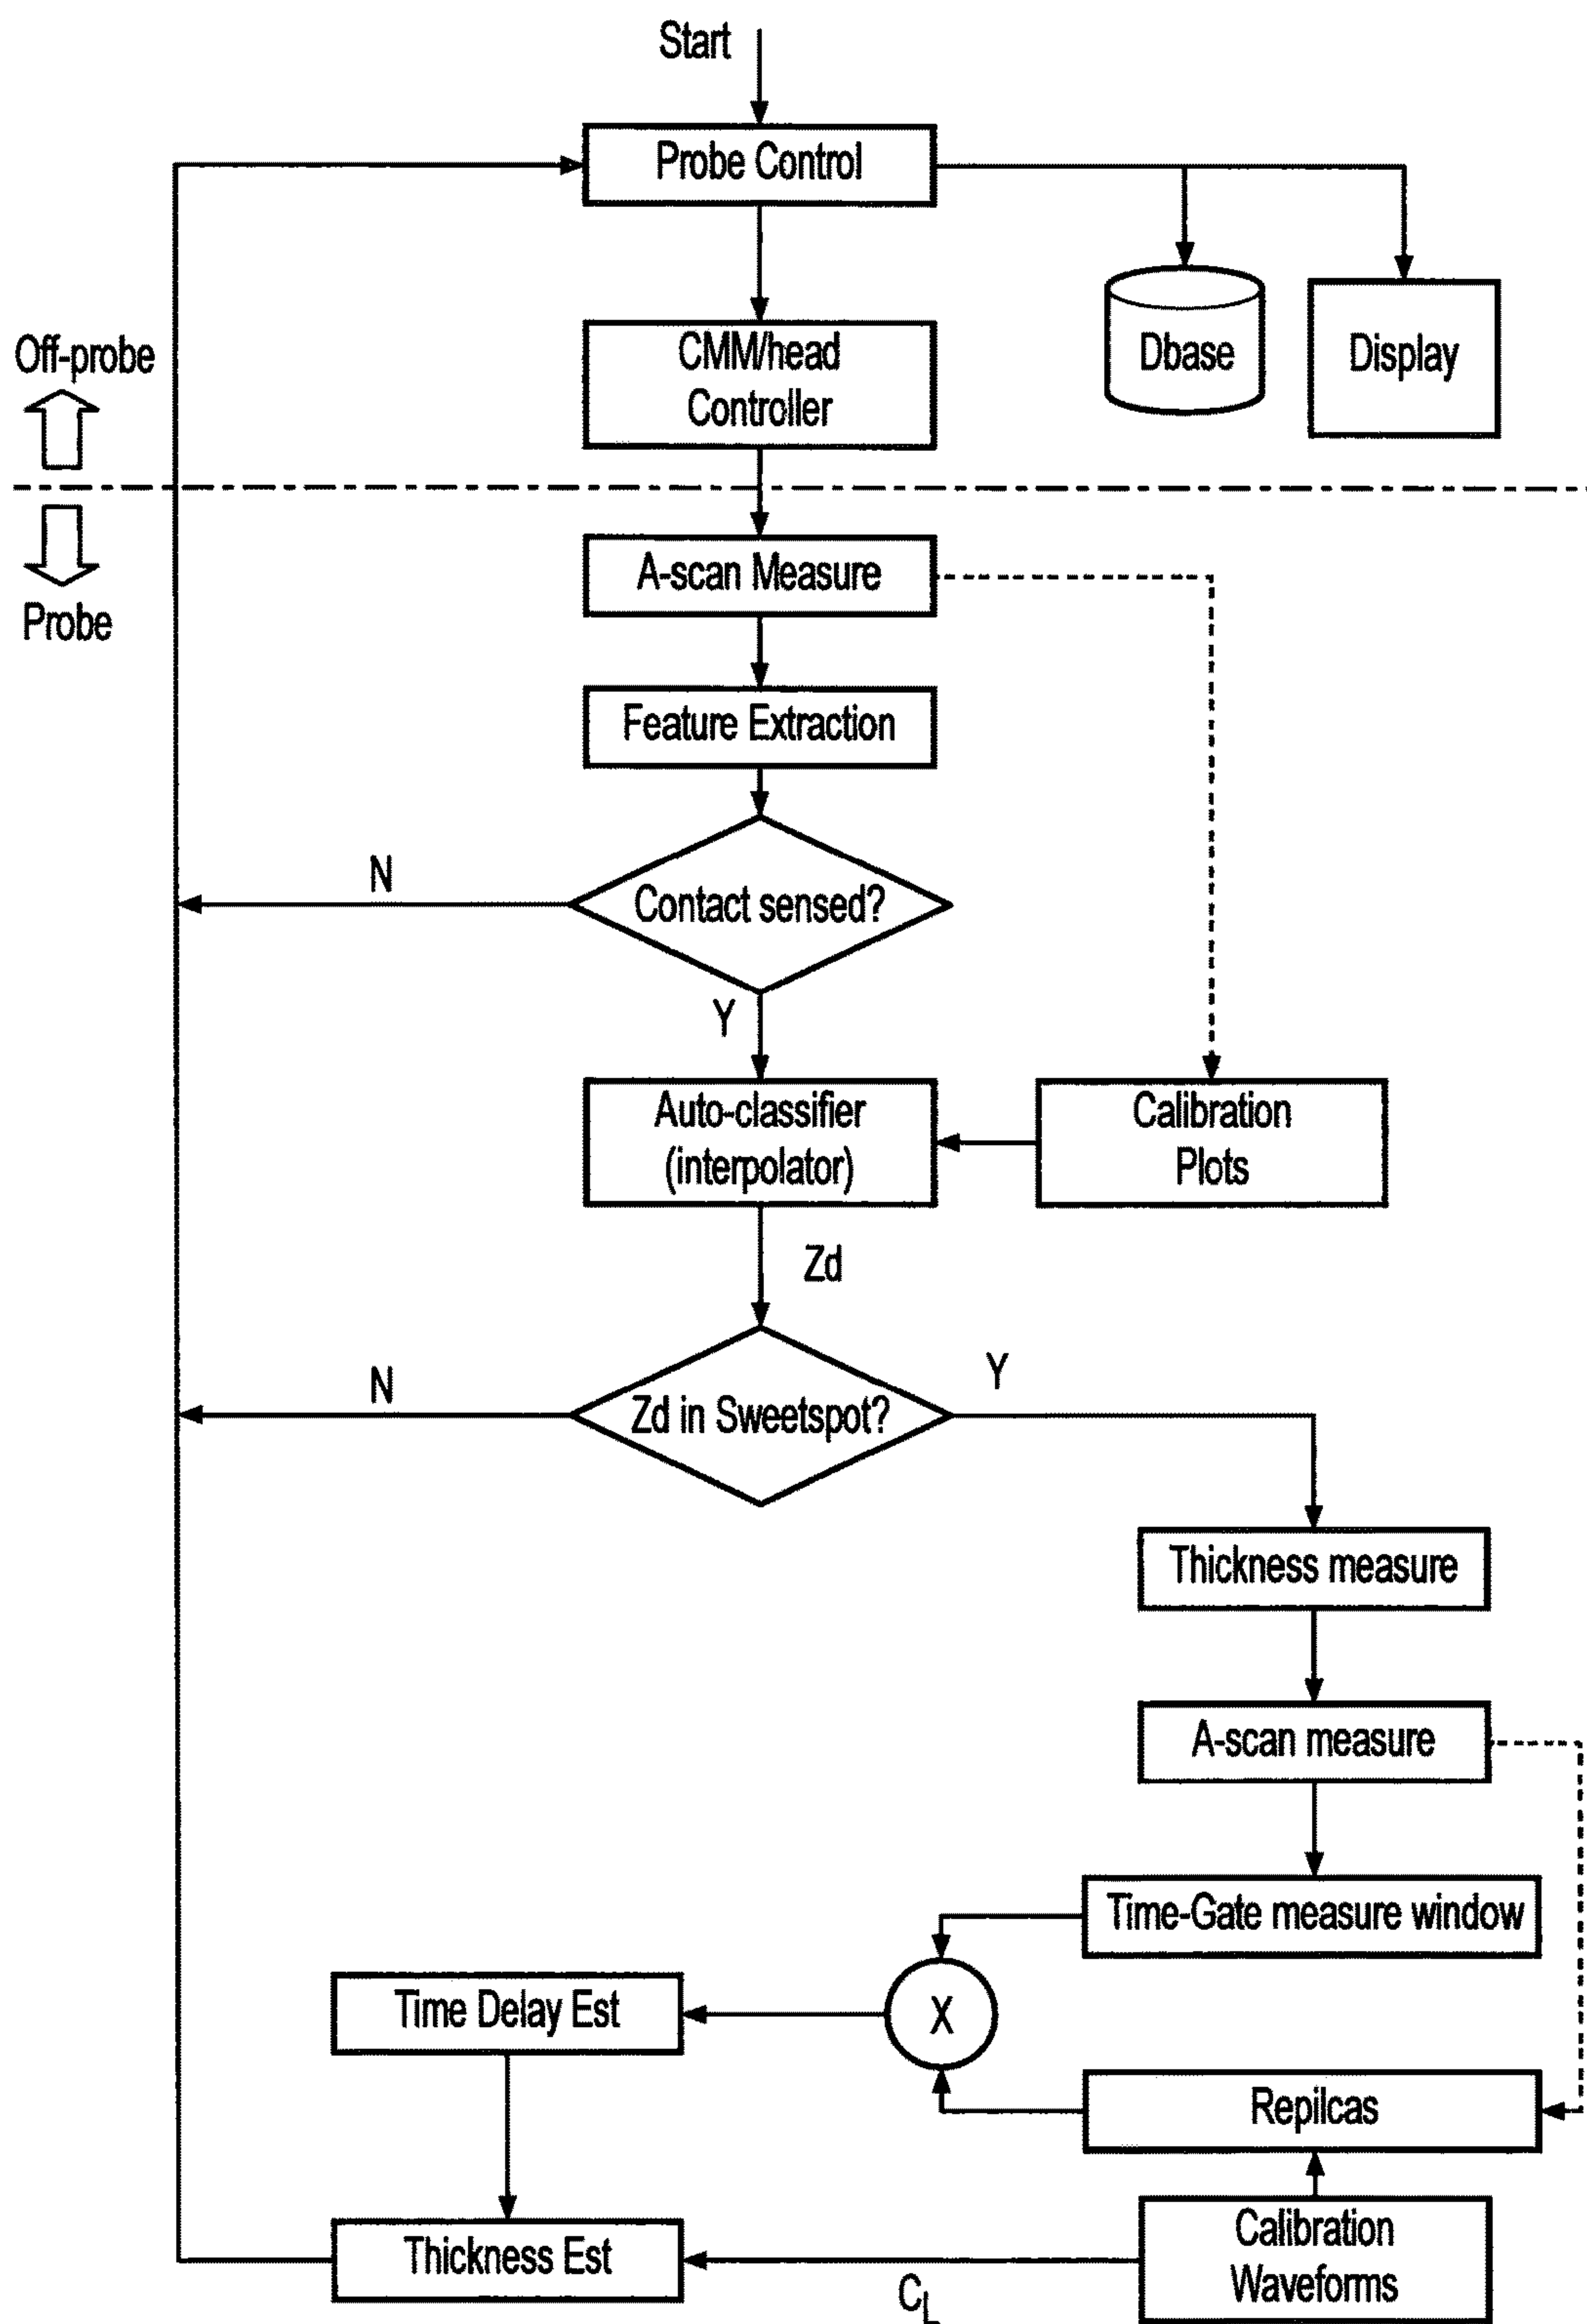 Start
Probe Control
Off-probe
CMM/head
Controller
Dbase
Display
Probe
A-scan Measure
Feature Extraction
N
Contact sensed?
Y
Auto-classifier
(interpolator)
Calibration
Plots
Zd
N
Zd in Sweetspot?
Y
Thickness measure
A-scan measure
Time-Gate measure window
Time Delay Est
X
Repilcas
Thickness Est
CL
Calibration
Waveforms